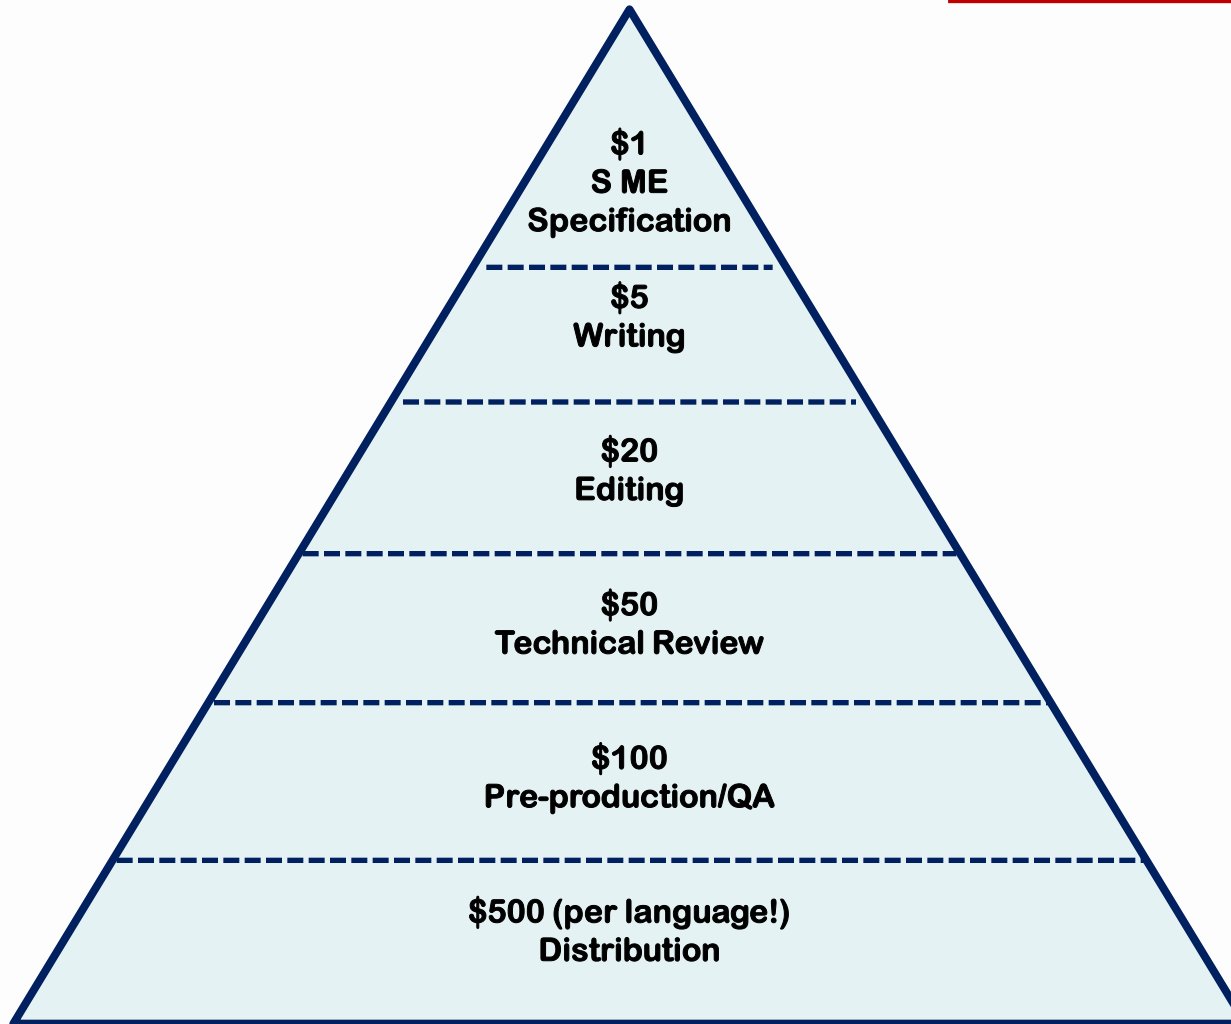 $1
S ME
Specification
$5
Writing
$20
Editing
$50
Technical Review
$100
Pre-production/QA
$500 (per language!)
Distribution